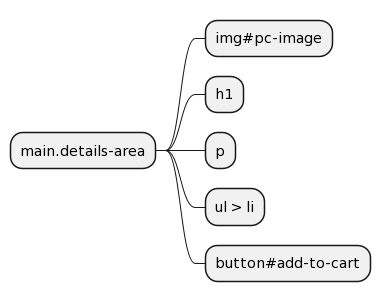 img#pc-image
h1
main.details-area
p
ul > li
button#add-to-cart